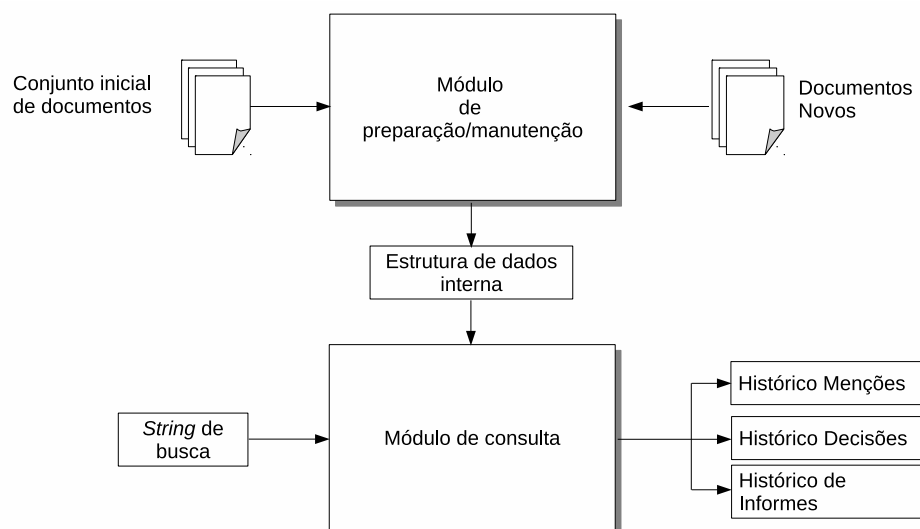 Conjunto inicial
de documentos
Módulo
de
preparação/manutenção
Documentos
Novos
Estrutura de dados
interna
String de
busca
Módulo de consulta
Histórico Menções
Histórico Decisões
Histórico de
Informes